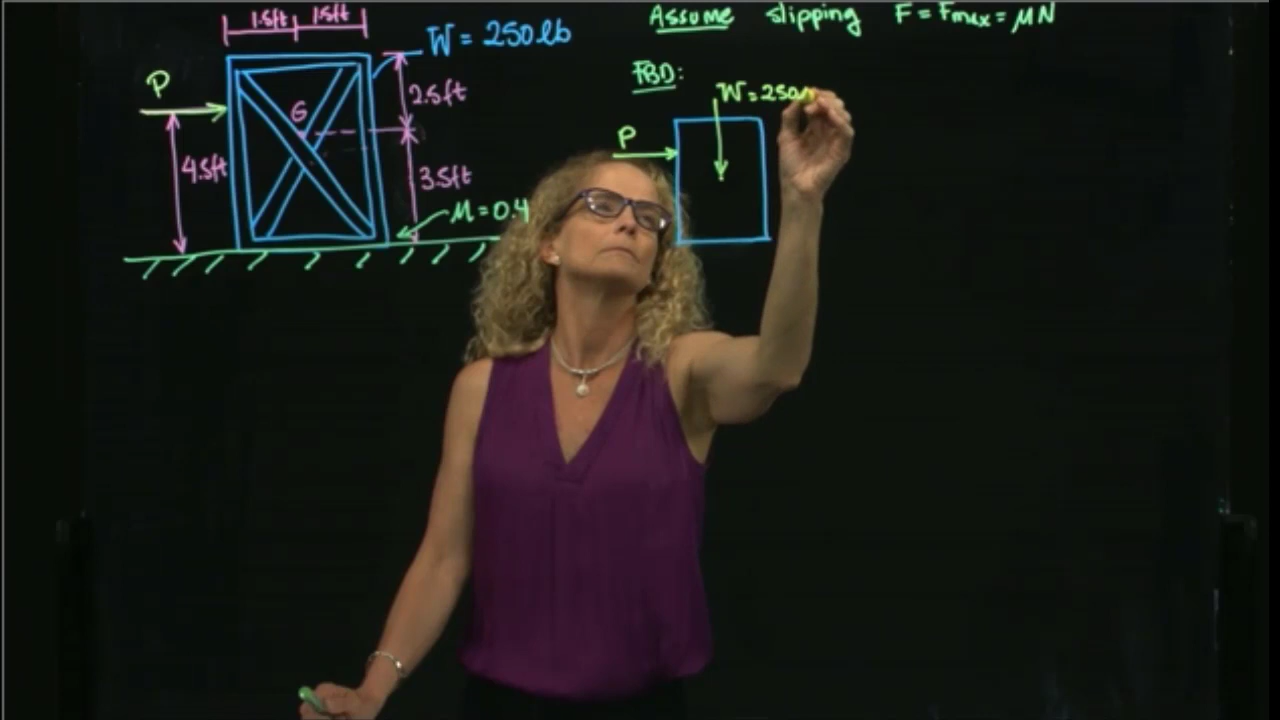 1.5ft 1.5ft
W = 250 lb
P
G
2.5ft
4.5ft
3.5ft
μ = 0.4
Assume slipping F = Fmax = μN
FBD:
W = 250
P